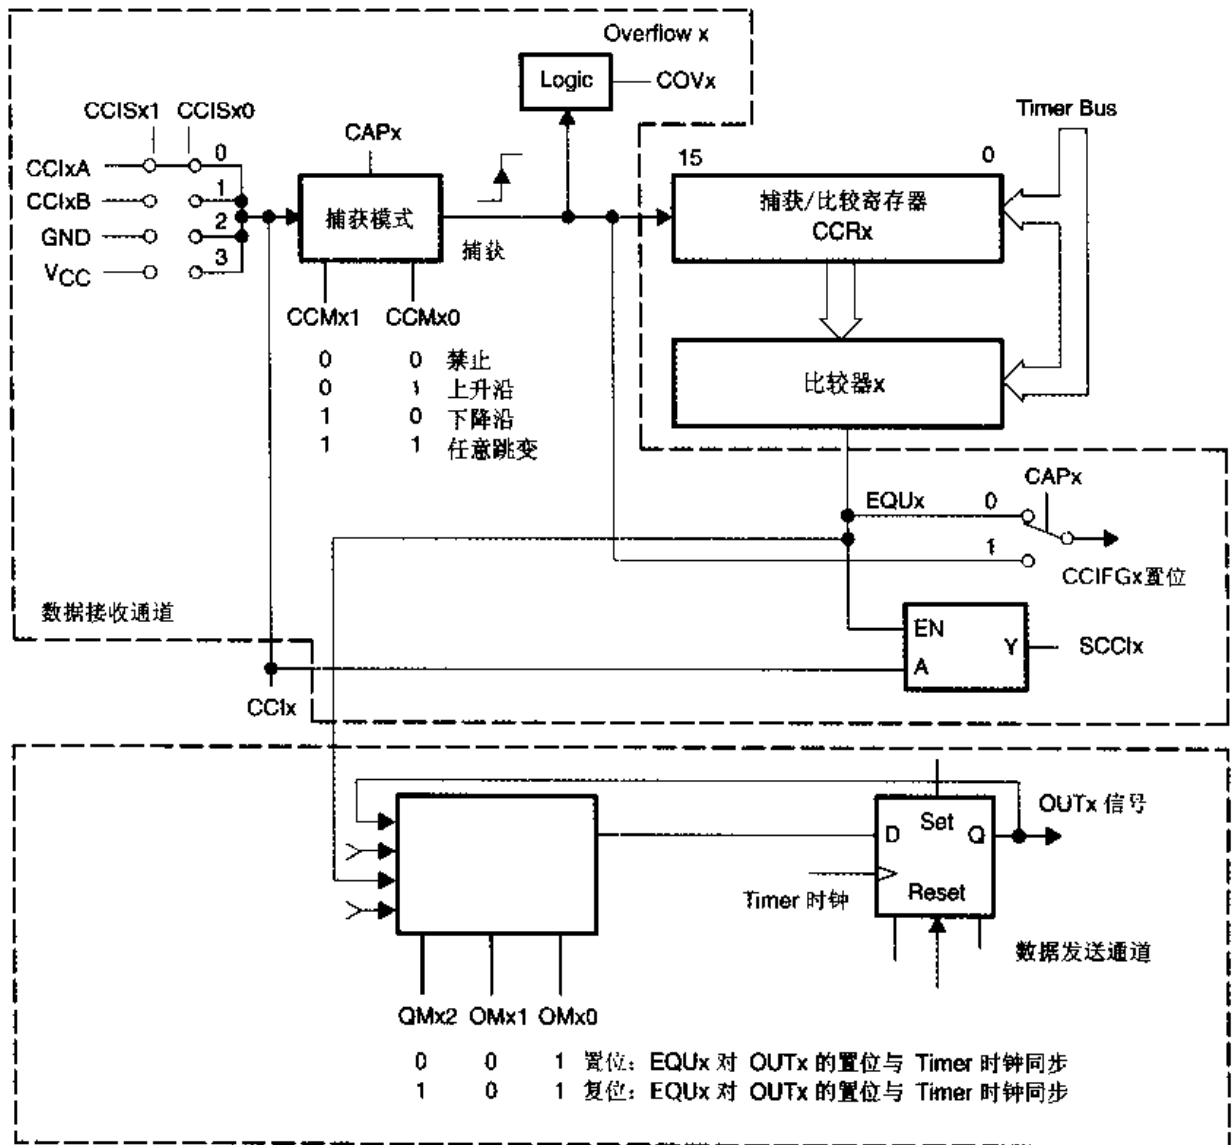 Overflow x
Logic
COVx
CCISx1 CCISx0
CAPx
Timer Bus
CCIxA
0
CCIxB
1
GND
2
VCC
3
捕获模式
捕获
15 0
捕获/比较寄存器
CCRx
CCMx1 CCMx0
0 0 禁止
0 1 上升沿
1 0 下降沿
1 1 任意跳变
比较器x
CAPx
EQUx 0
1
CCIFGx置位
数据接收通道
EN
Y
SCCIx
A
CCIx
OUTx 信号
Set
D
Q
Timer 时钟
Reset
数据发送通道
QMx2 OMx1 OMx0
0 0 1 置位: EQUx 对 OUTx 的置位与 Timer 时钟同步
1 0 1 复位: EQUx 对 OUTx 的置位与 Timer 时钟同步